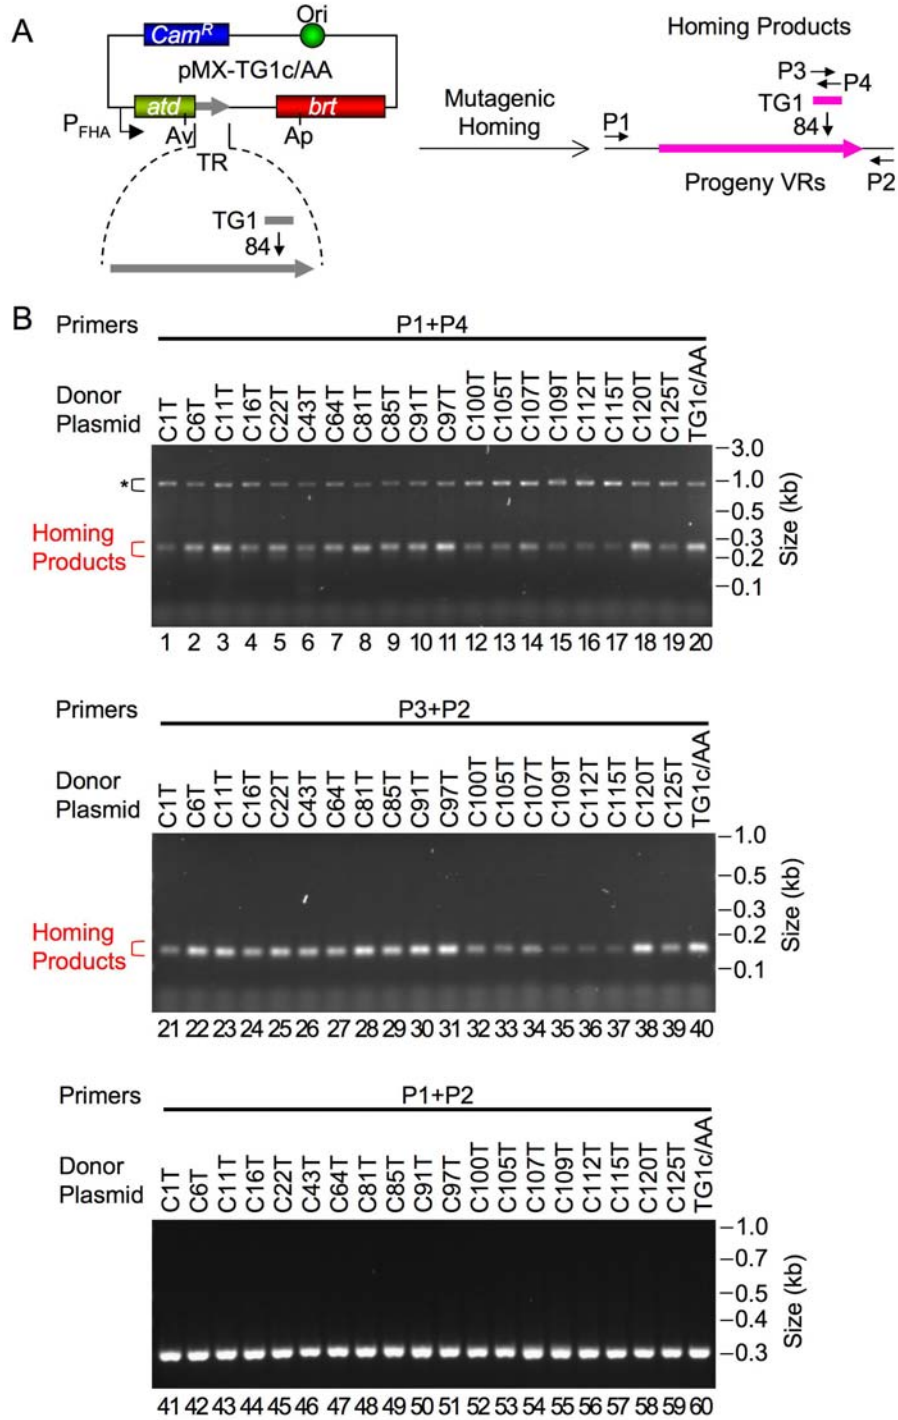 A
Ori
CamR
pMX-TG1c/AA
atd
brt
PFHA
Av
Ap
TR
TG1
84
Mutagenic
Homing
Homing Products
P3
P4
TG1
84
P1
Progeny VRs
P2
B
Primers
P1+P4
Donor
Plasmid
C1T C6T C11T C16T C22T C43T C64T C81T C85T C91T C97T C100T C105T C107T C109T C112T C115T C120T C125T TG1c/AA
–3.0
*
–1.0
–0.5
Homing
Products
–0.3
–0.2
–0.1
Size (kb)
1 2 3 4 5 6 7 8 9 10 11 12 13 14 15 16 17 18 19 20
Primers
P3+P2
Donor
Plasmid
C1T C6T C11T C16T C22T C43T C64T C81T C85T C91T C97T C100T C105T C107T C109T C112T C115T C120T C125T TG1c/AA
–1.0
–0.5
–0.3
Homing
Products
–0.2
–0.1
Size (kb)
21 22 23 24 25 26 27 28 29 30 31 32 33 34 35 36 37 38 39 40
Primers
P1+P2
Donor
Plasmid
C1T C6T C11T C16T C22T C43T C64T C81T C85T C91T C97T C100T C105T C107T C109T C112T C115T C120T C125T TG1c/AA
–1.0
–0.7
–0.5
–0.4
–0.3
Size (kb)
41 42 43 44 45 46 47 48 49 50 51 52 53 54 55 56 57 58 59 60